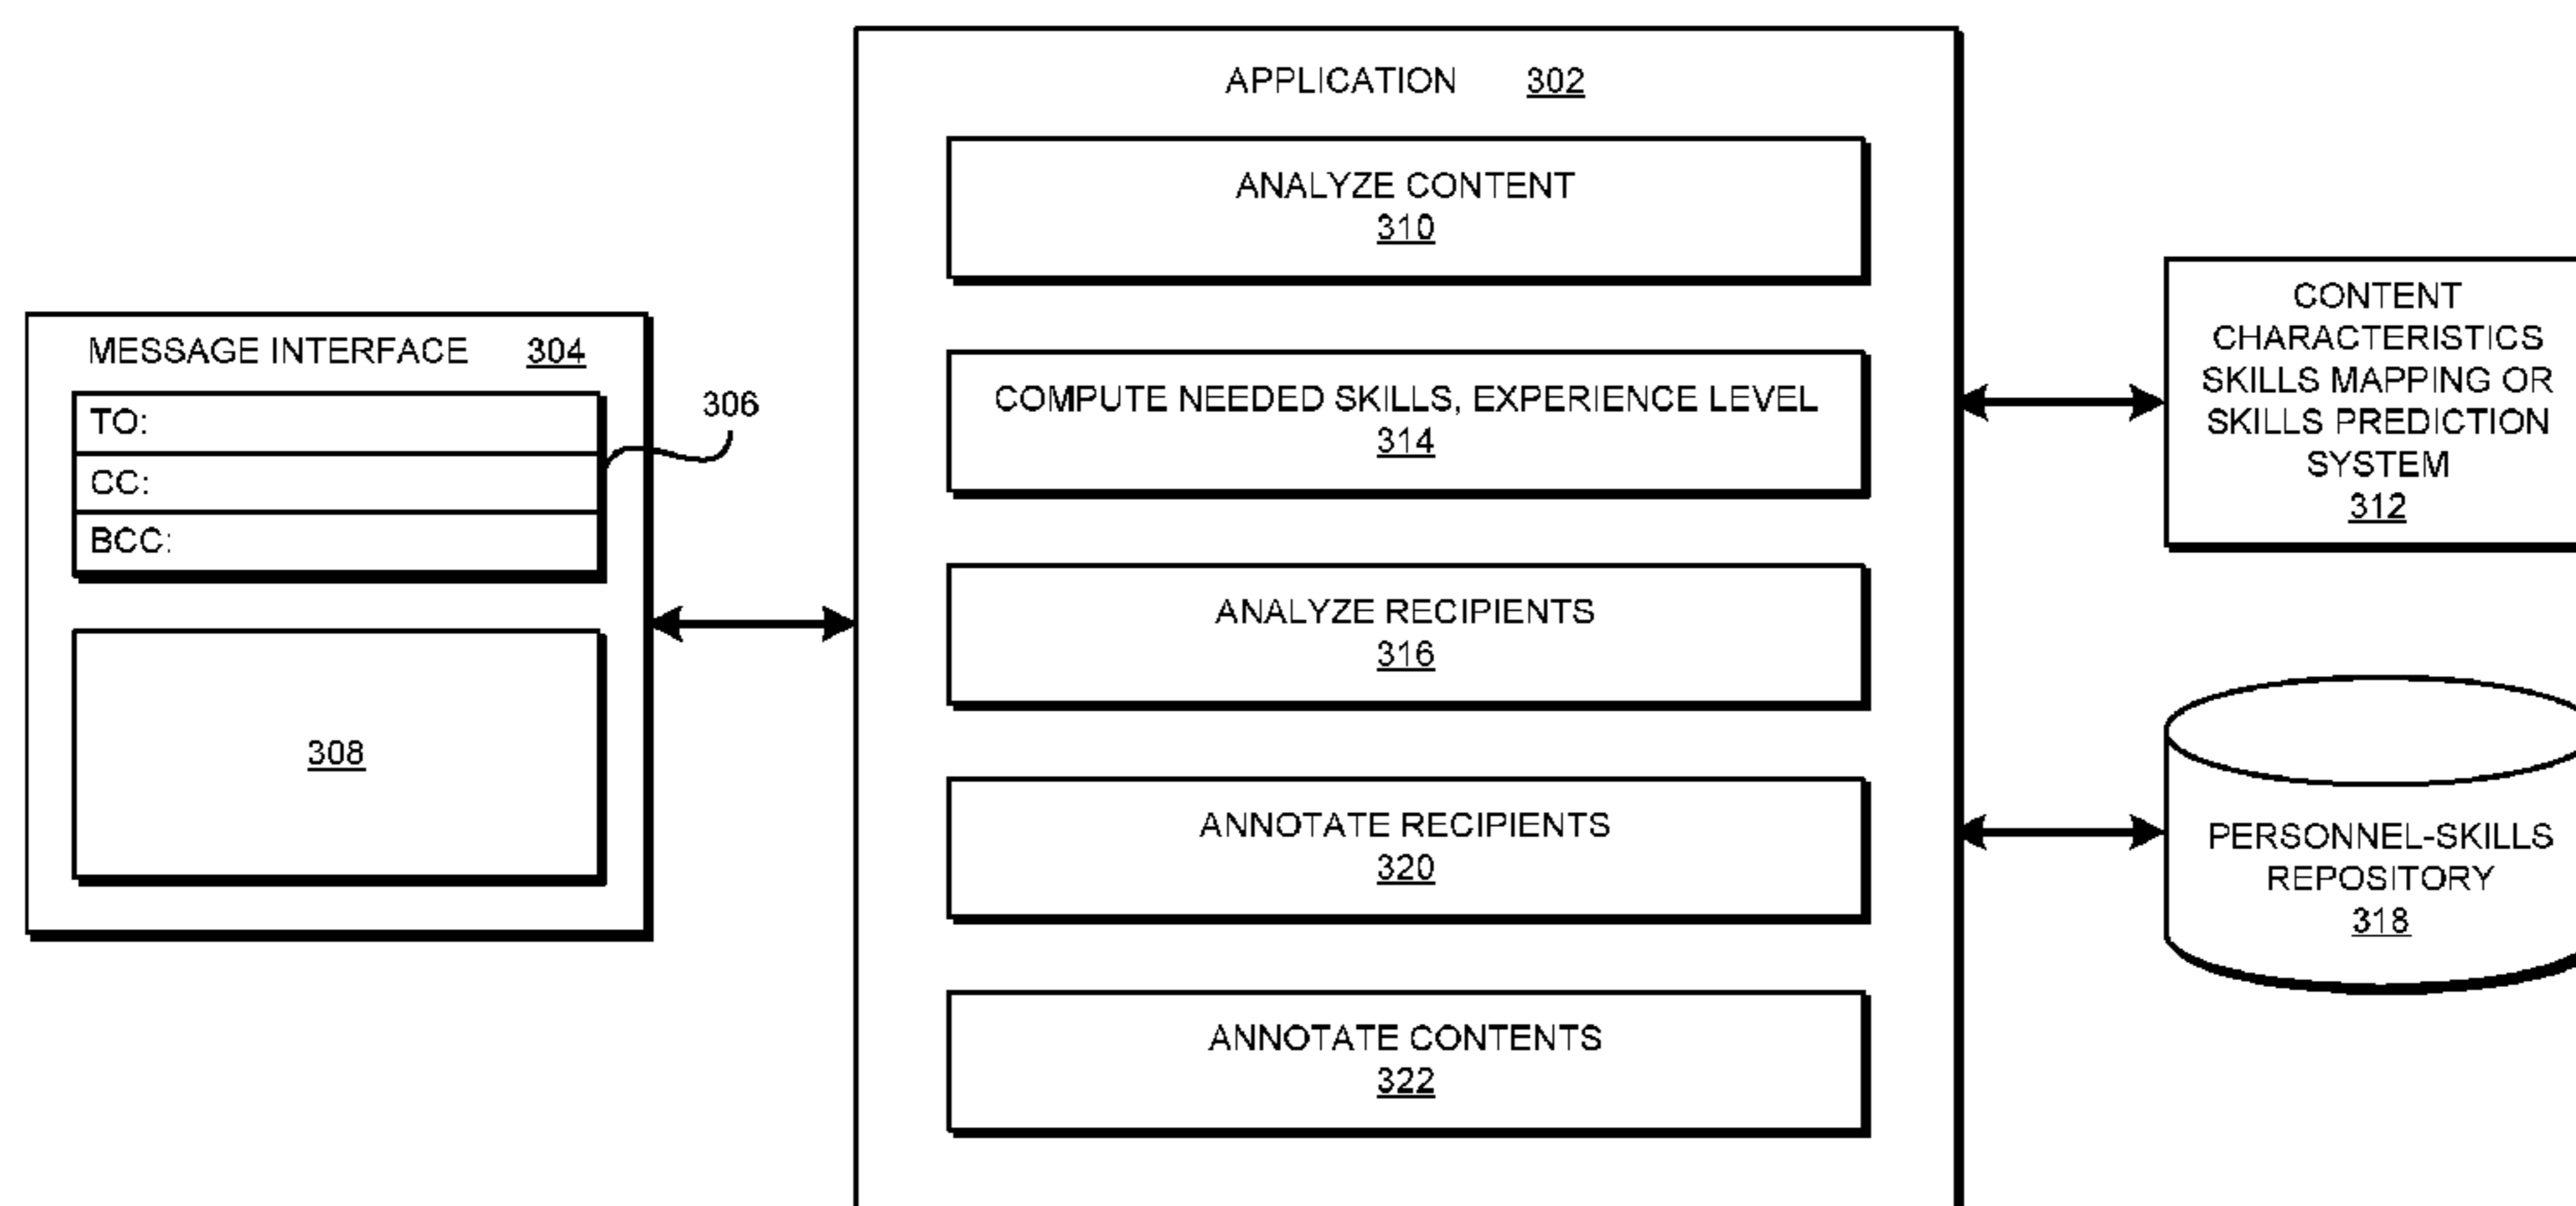 MESSAGE INTERFACE 304
TO:
CC:
BCC:
306
308
APPLICATION 302
ANALYZE CONTENT
310
COMPUTE NEEDED SKILLS, EXPERIENCE LEVEL
314
ANALYZE RECIPIENTS
316
ANNOTATE RECIPIENTS
320
ANNOTATE CONTENTS
322
CONTENT
CHARACTERISTICS
SKILLS MAPPING OR
SKILLS PREDICTION
SYSTEM
312
PERSONNEL-SKILLS
REPOSITORY
318